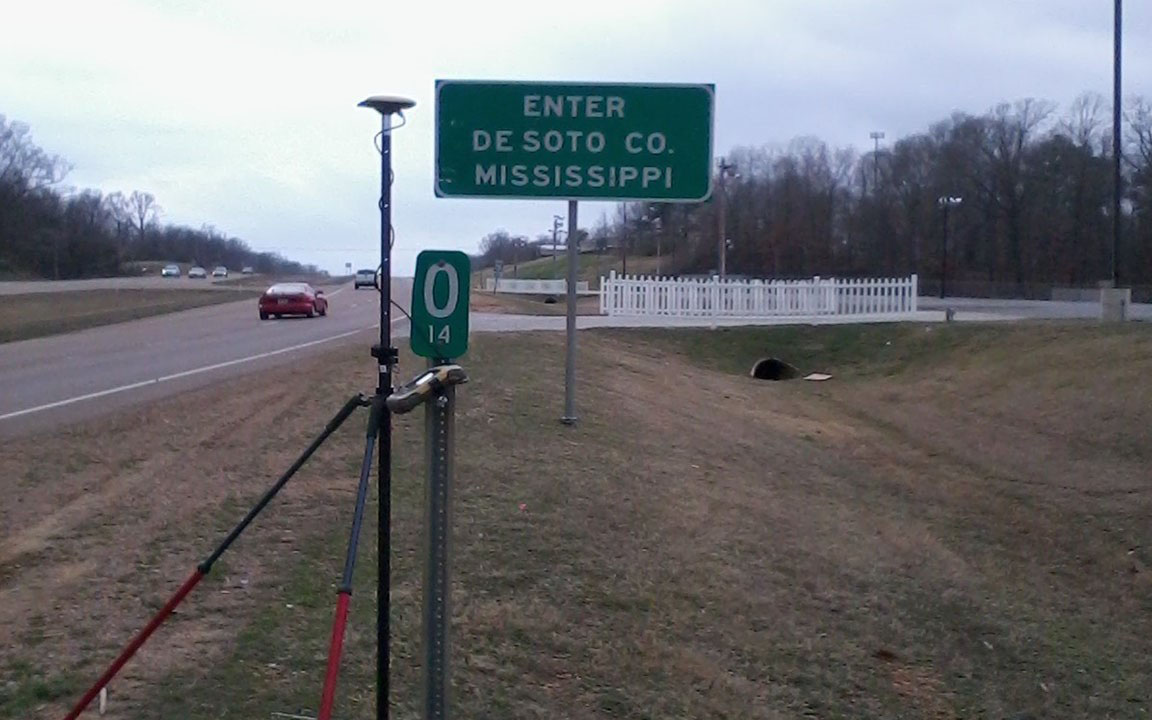 ENTER
DE SOTO CO.
MISSISSIPPI
0
14